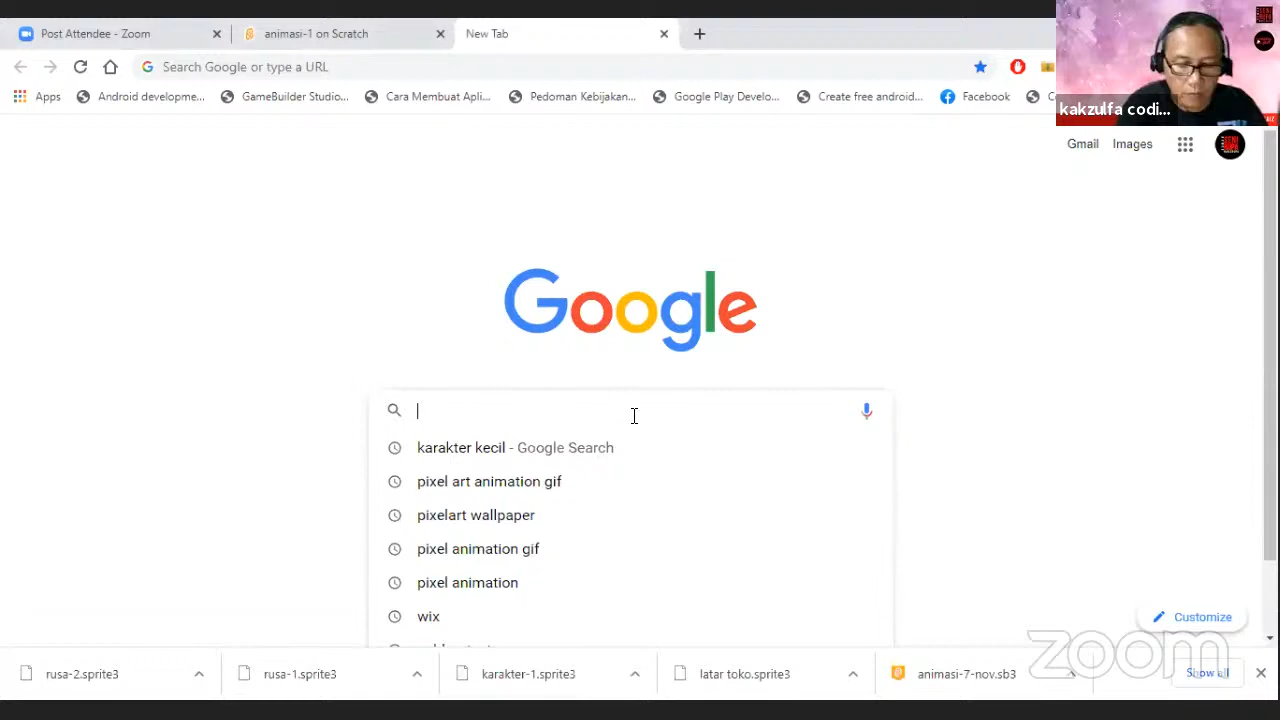 Post Attendee - Zoom
animasi-1 on Scratch
New Tab
Search Google or type a URL
Apps
Android developme...
GameBuilder Studio...
Cara Membuat Apli...
Pedoman Kebijakan...
Google Play Develo...
Create free android...
Facebook
kakzulfa codi...
Gmail
Images
Google
karakter kecil - Google Search
pixel art animation gif
pixelart wallpaper
pixel animation gif
pixel animation
wix
Customize
zoom
rusa-2.sprite3
rusa-1.sprite3
karakter-1.sprite3
latar toko.sprite3
animasi-7-nov.sb3
Show all